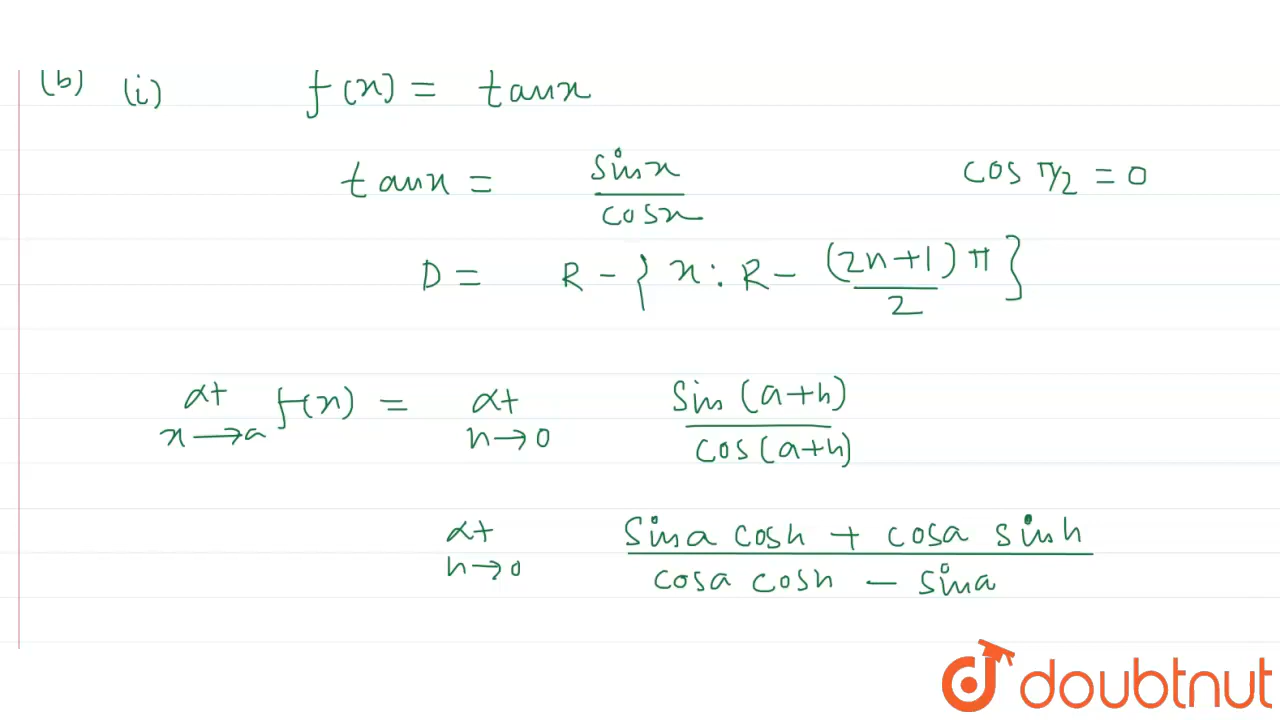 (b) (i) f(x) = tanx
tanx = sinx/cosx cos π/2 = 0
D = R - { x : R - (2n+1)π/2 }
lt x→a f(x) = lt h→0 sin(a+h)/cos(a+h)
lt h→0 sina cosh + cosa sinh/cosa cosh - sina
doubtnut